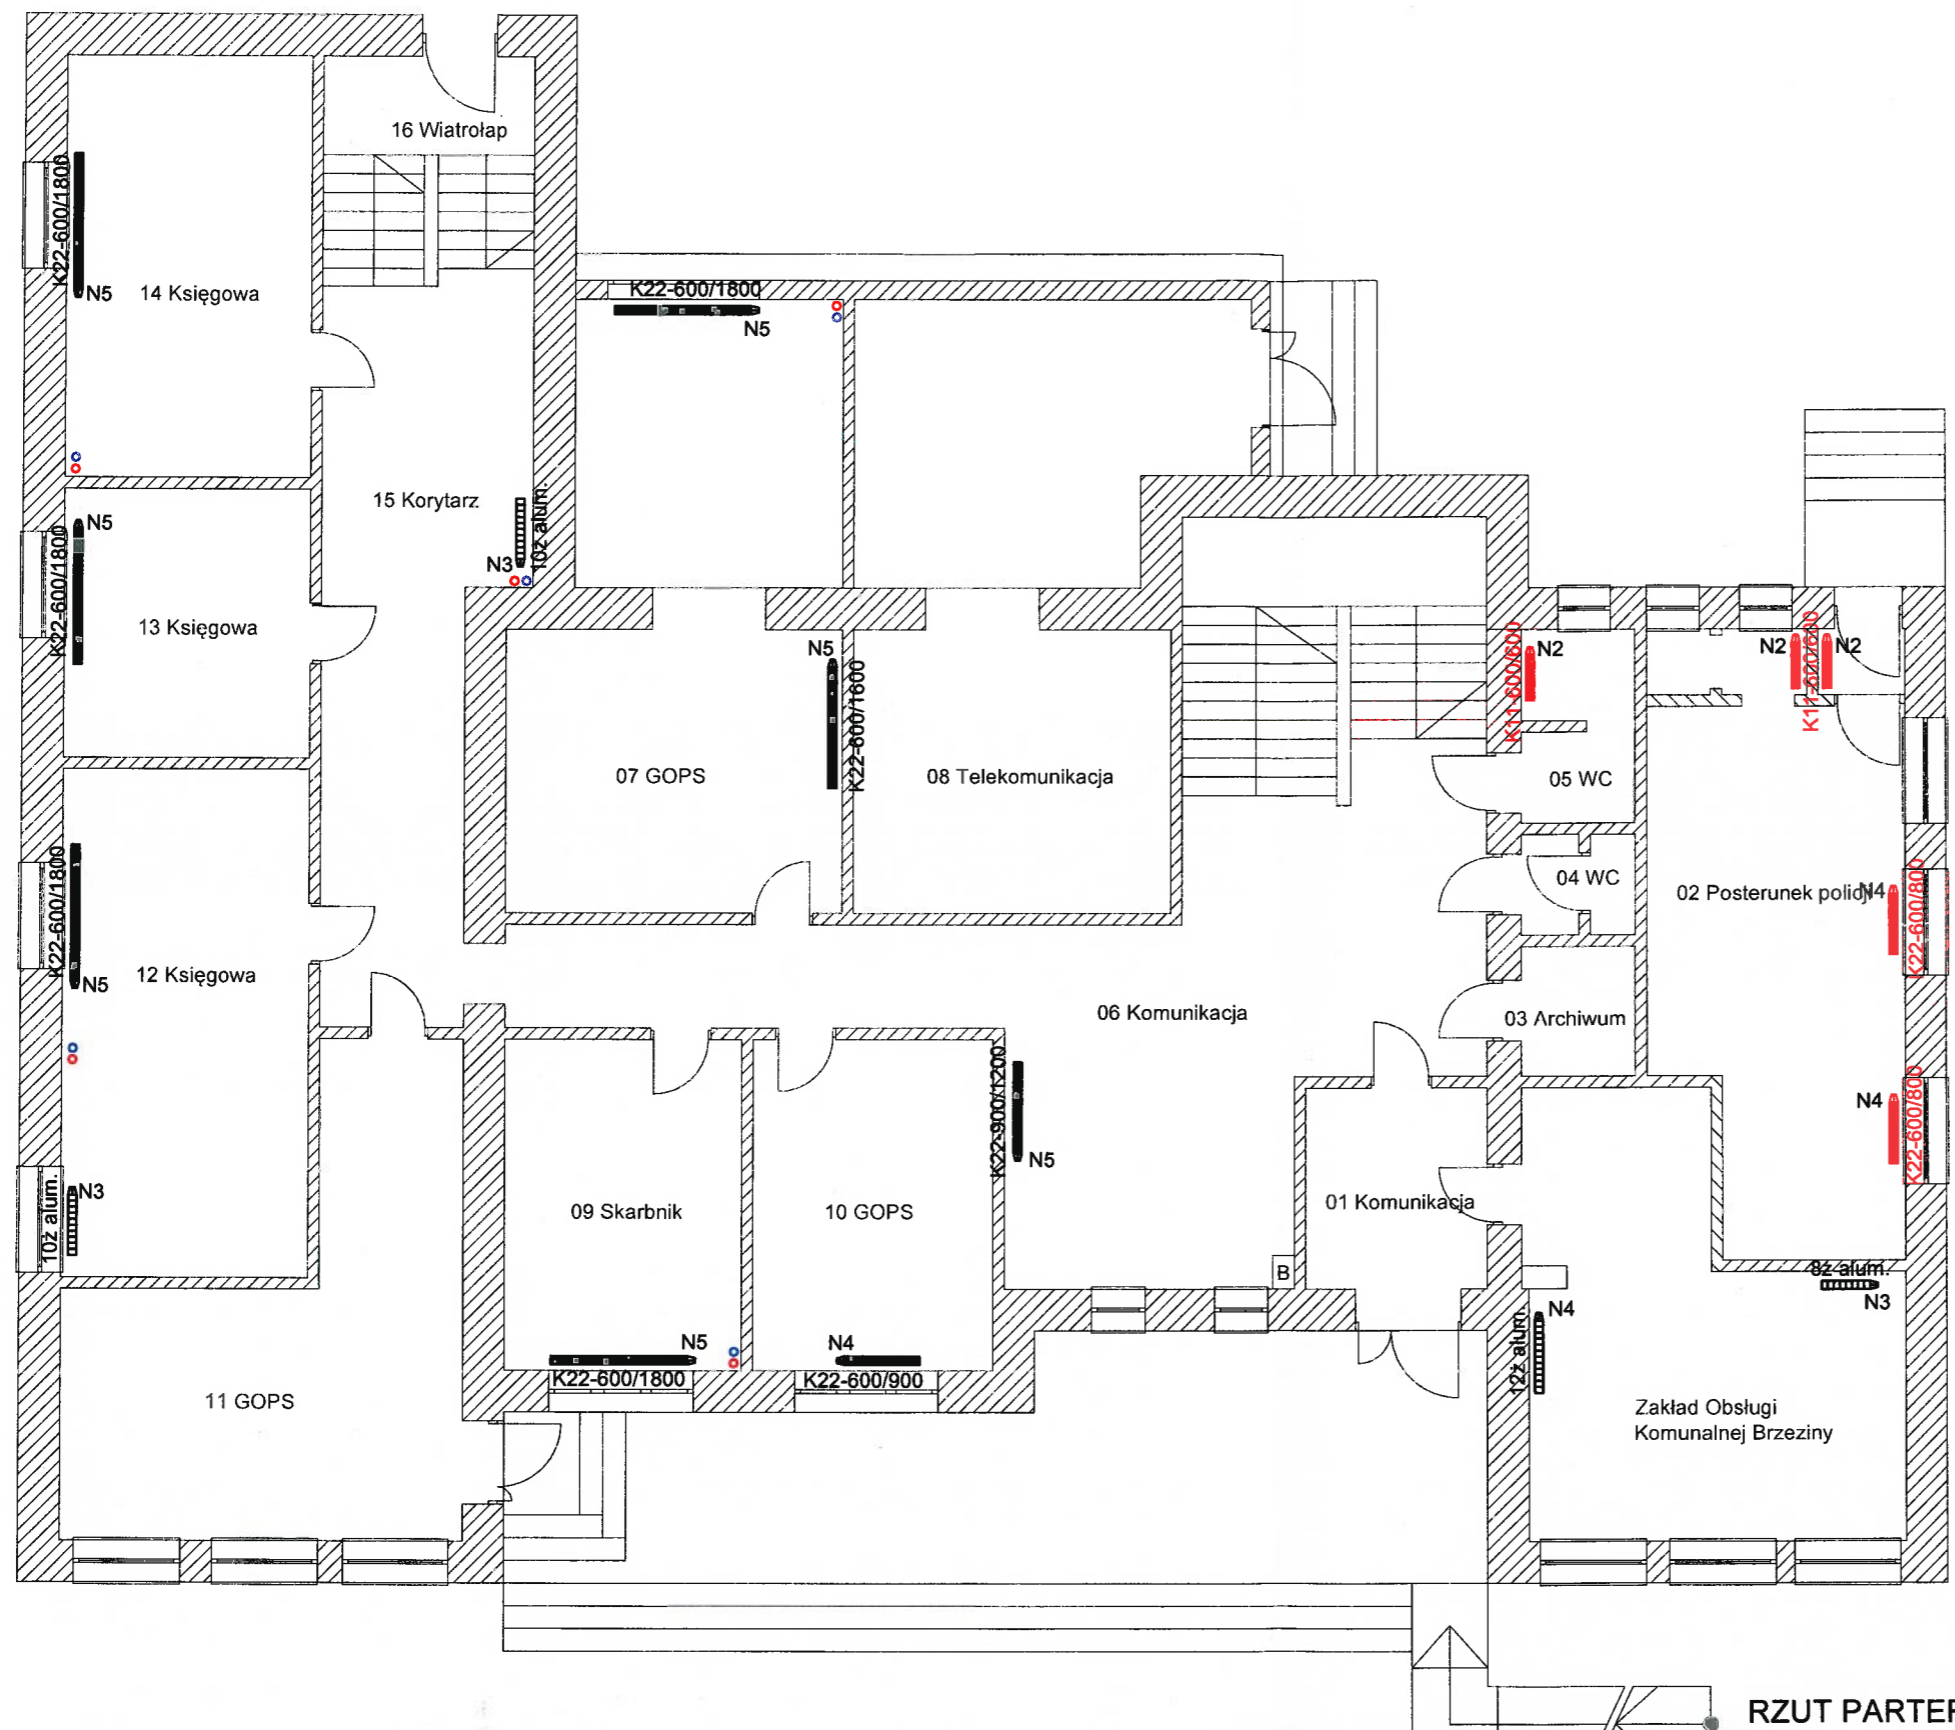 16 Wiatrołap
K22-600/1800
N5
14 Księgowa
K22-600/1800
N5
15 Korytarz
10ż alum.
N3
N5
K22-600/1800
13 Księgowa
N5
K22-600/1600
07 GOPS
08 Telekomunikacja
K11-600/600
N2
N2
N2
K11-600/600
05 WC
04 WC
02 Posterunek policji
N4
K22-600/800
K22-600/1800
N5
12 Księgowa
06 Komunikacja
03 Archiwum
K22-900/1200
N5
N4
K22-600/800
10ż alum.
N3
09 Skarbnik
10 GOPS
01 Komunikacja
B
8ż alum.
N3
12ż alum.
N4
N5
K22-600/1800
N4
K22-600/900
11 GOPS
Zakład Obsługi
Komunalnej Brzeziny
RZUT PARTER